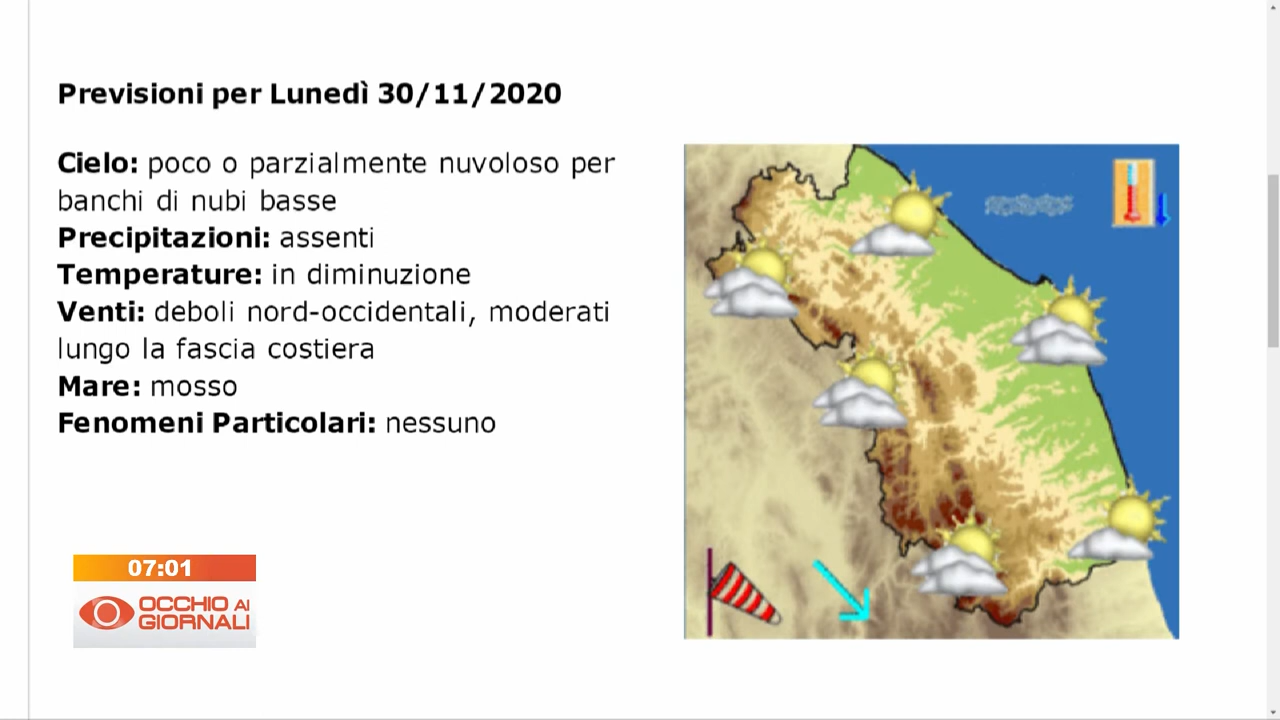 Previsioni per Lunedì 30/11/2020
Cielo: poco o parzialmente nuvoloso per
banchi di nubi basse
Precipitazioni: assenti
Temperature: in diminuzione
Venti: deboli nord-occidentali, moderati
lungo la fascia costiera
Mare: mosso
Fenomeni Particolari: nessuno
07:01
OCCHIO AI
GIORNALI